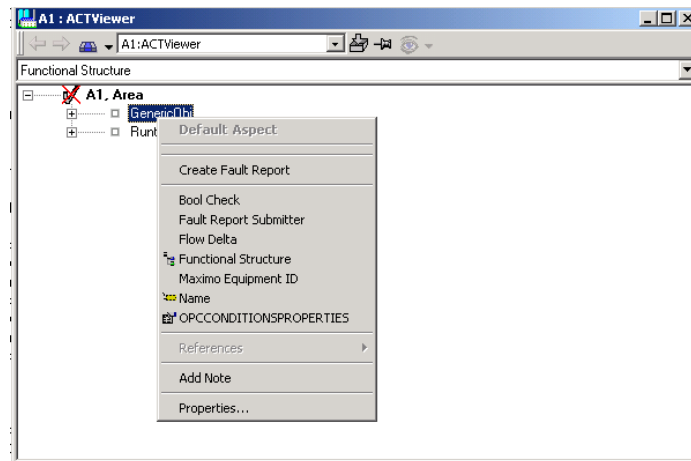 A1 : ACTViewer
A1:ACTViewer
Functional Structure
A1, Area
GenericObj
Runt
Default Aspect
Create Fault Report
Bool Check
Fault Report Submitter
Flow Delta
Functional Structure
Maximo Equipment ID
Name
OPCCONDITIONSPROPERTIES
References
Add Note
Properties...